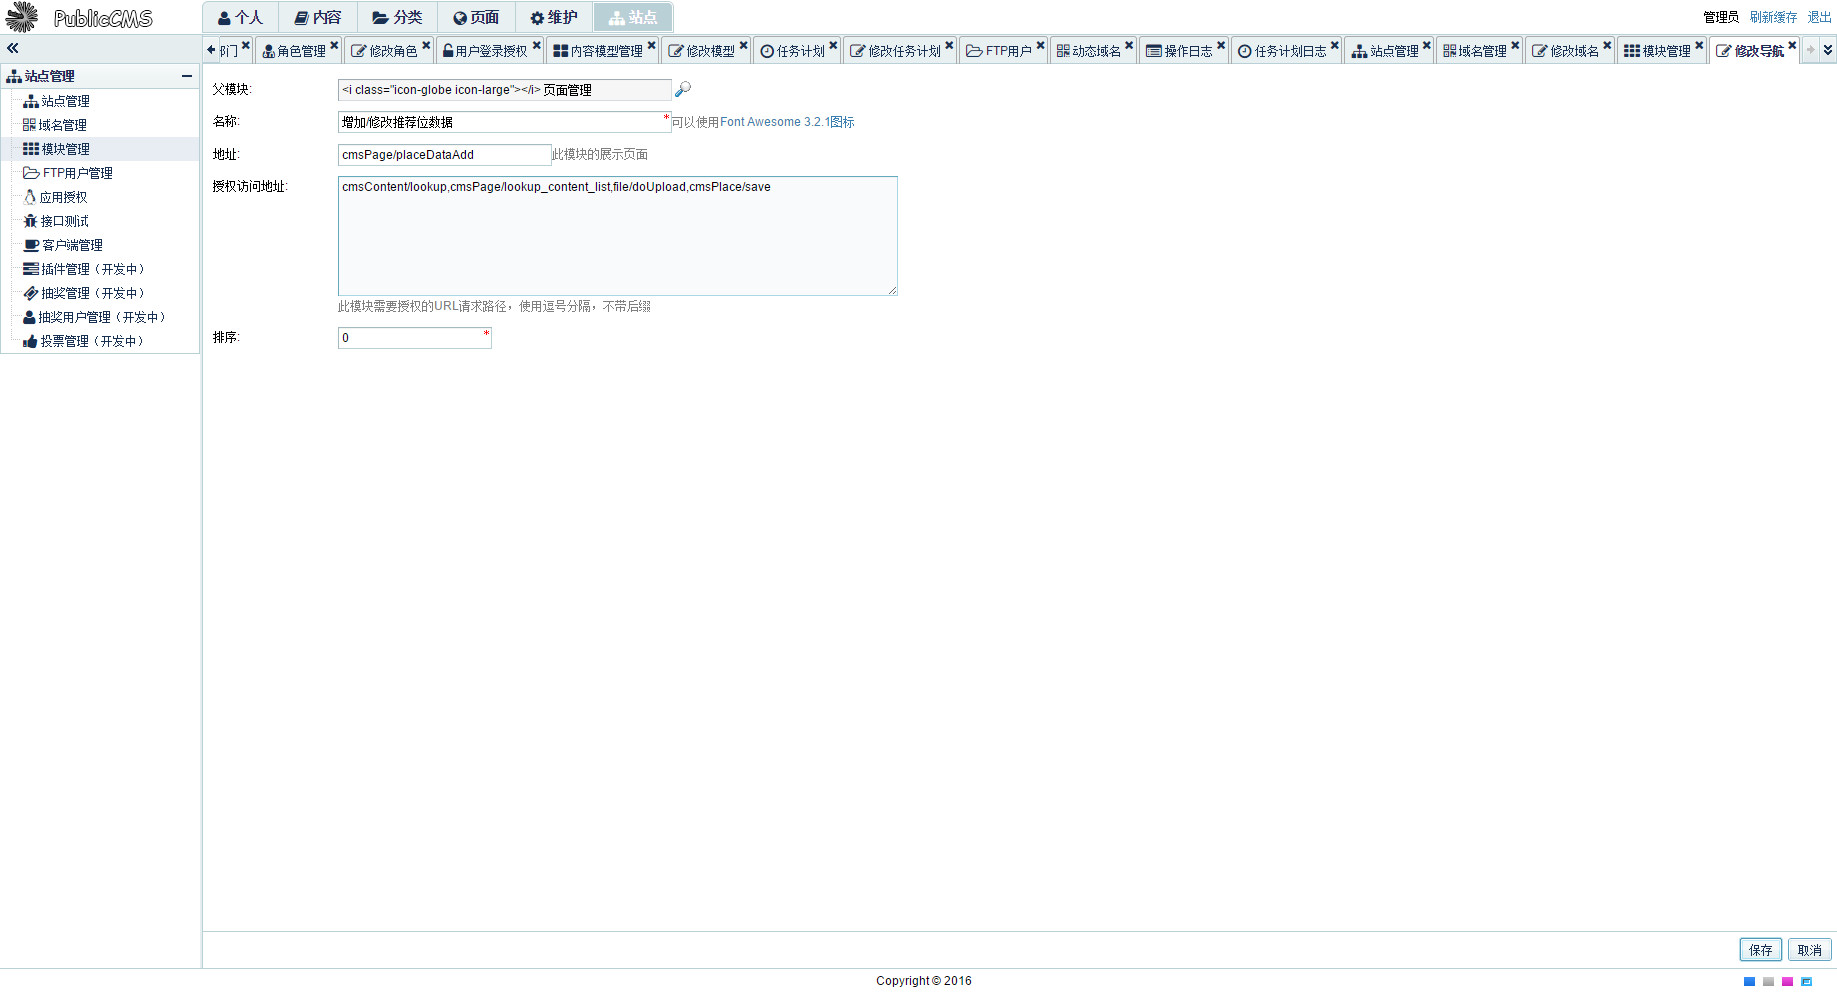 PublicCMS
个人 内容 分类 页面 维护 站点
管理员 刷新缓存 退出
部门 角色管理 修改角色 用户登录授权 内容模型管理 修改模型 任务计划 修改任务计划 FTP用户 动态域名 操作日志 任务计划日志 站点管理 域名管理 修改域名 模块管理 修改导航
站点管理
站点管理
域名管理
模块管理
FTP用户管理
应用授权
接口测试
客户端管理
插件管理（开发中）
抽奖管理（开发中）
抽奖用户管理（开发中）
投票管理（开发中）
父模块: <i class="icon-globe icon-large"></i> 页面管理
名称: 增加/修改推荐位数据 *可以使用Font Awesome 3.2.1图标
地址: cmsPage/placeDataAdd 此模块的展示页面
授权访问地址: cmsContent/lookup,cmsPage/lookup_content_list,file/doUpload,cmsPlace/save
此模块需要授权的URL请求路径，使用逗号分隔，不带后缀
排序: 0 *
保存 取消
Copyright © 2016